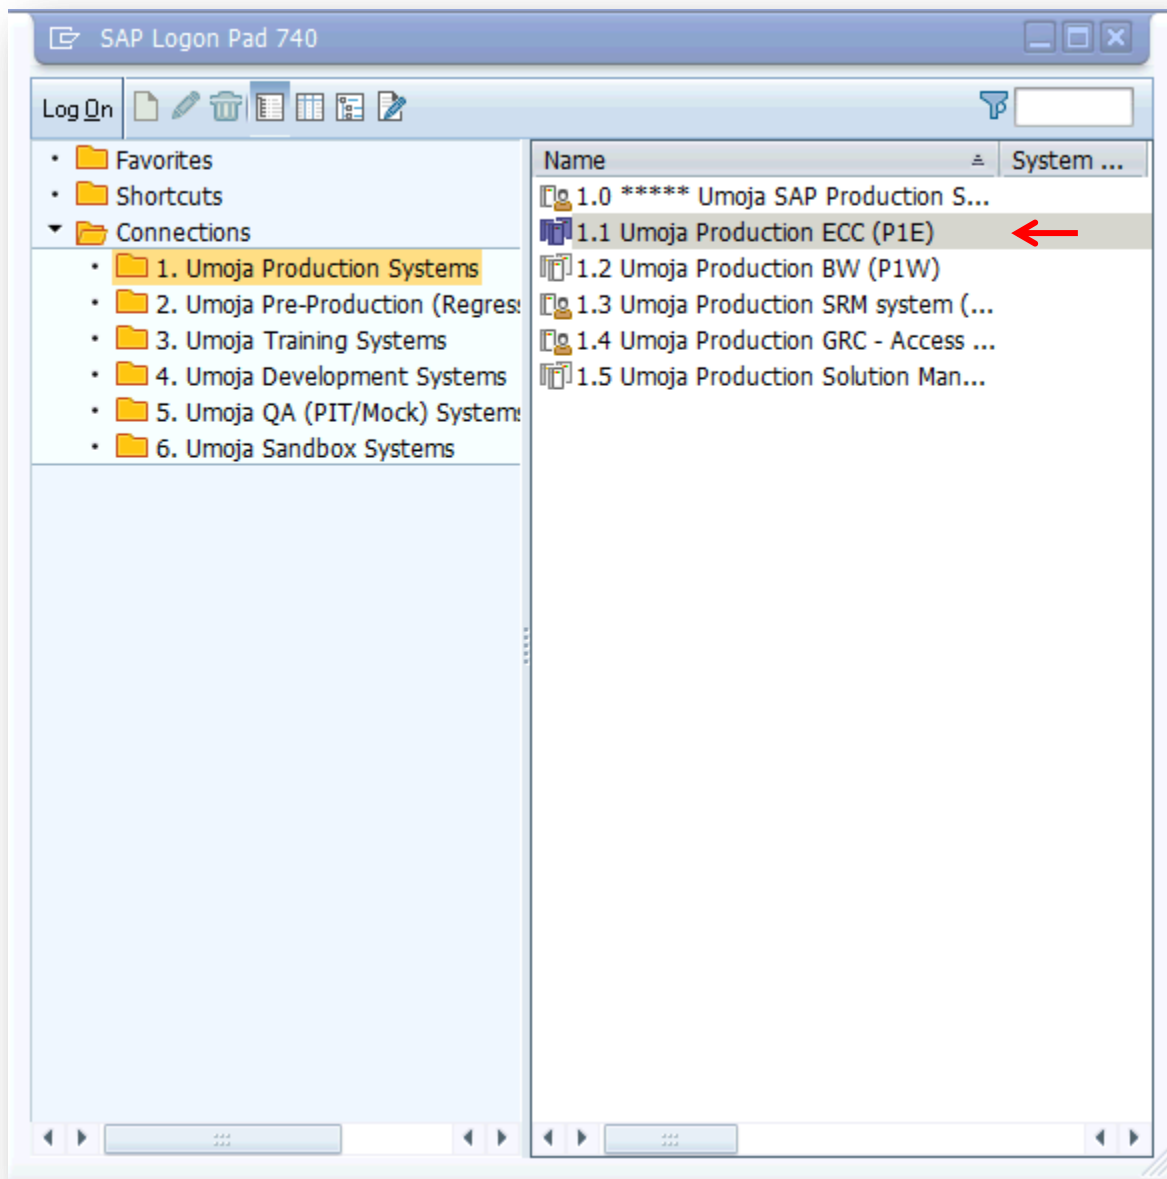 SAP Logon Pad 740
Log On
Favorites
Shortcuts
Connections
1. Umoja Production Systems
2. Umoja Pre-Production (Regres
3. Umoja Training Systems
4. Umoja Development Systems
5. Umoja QA (PIT/Mock) System
6. Umoja Sandbox Systems
Name System ...
1.0 ***** Umoja SAP Production S...
1.1 Umoja Production ECC (P1E)
1.2 Umoja Production BW (P1W)
1.3 Umoja Production SRM system (...
1.4 Umoja Production GRC - Access ...
1.5 Umoja Production Solution Man...